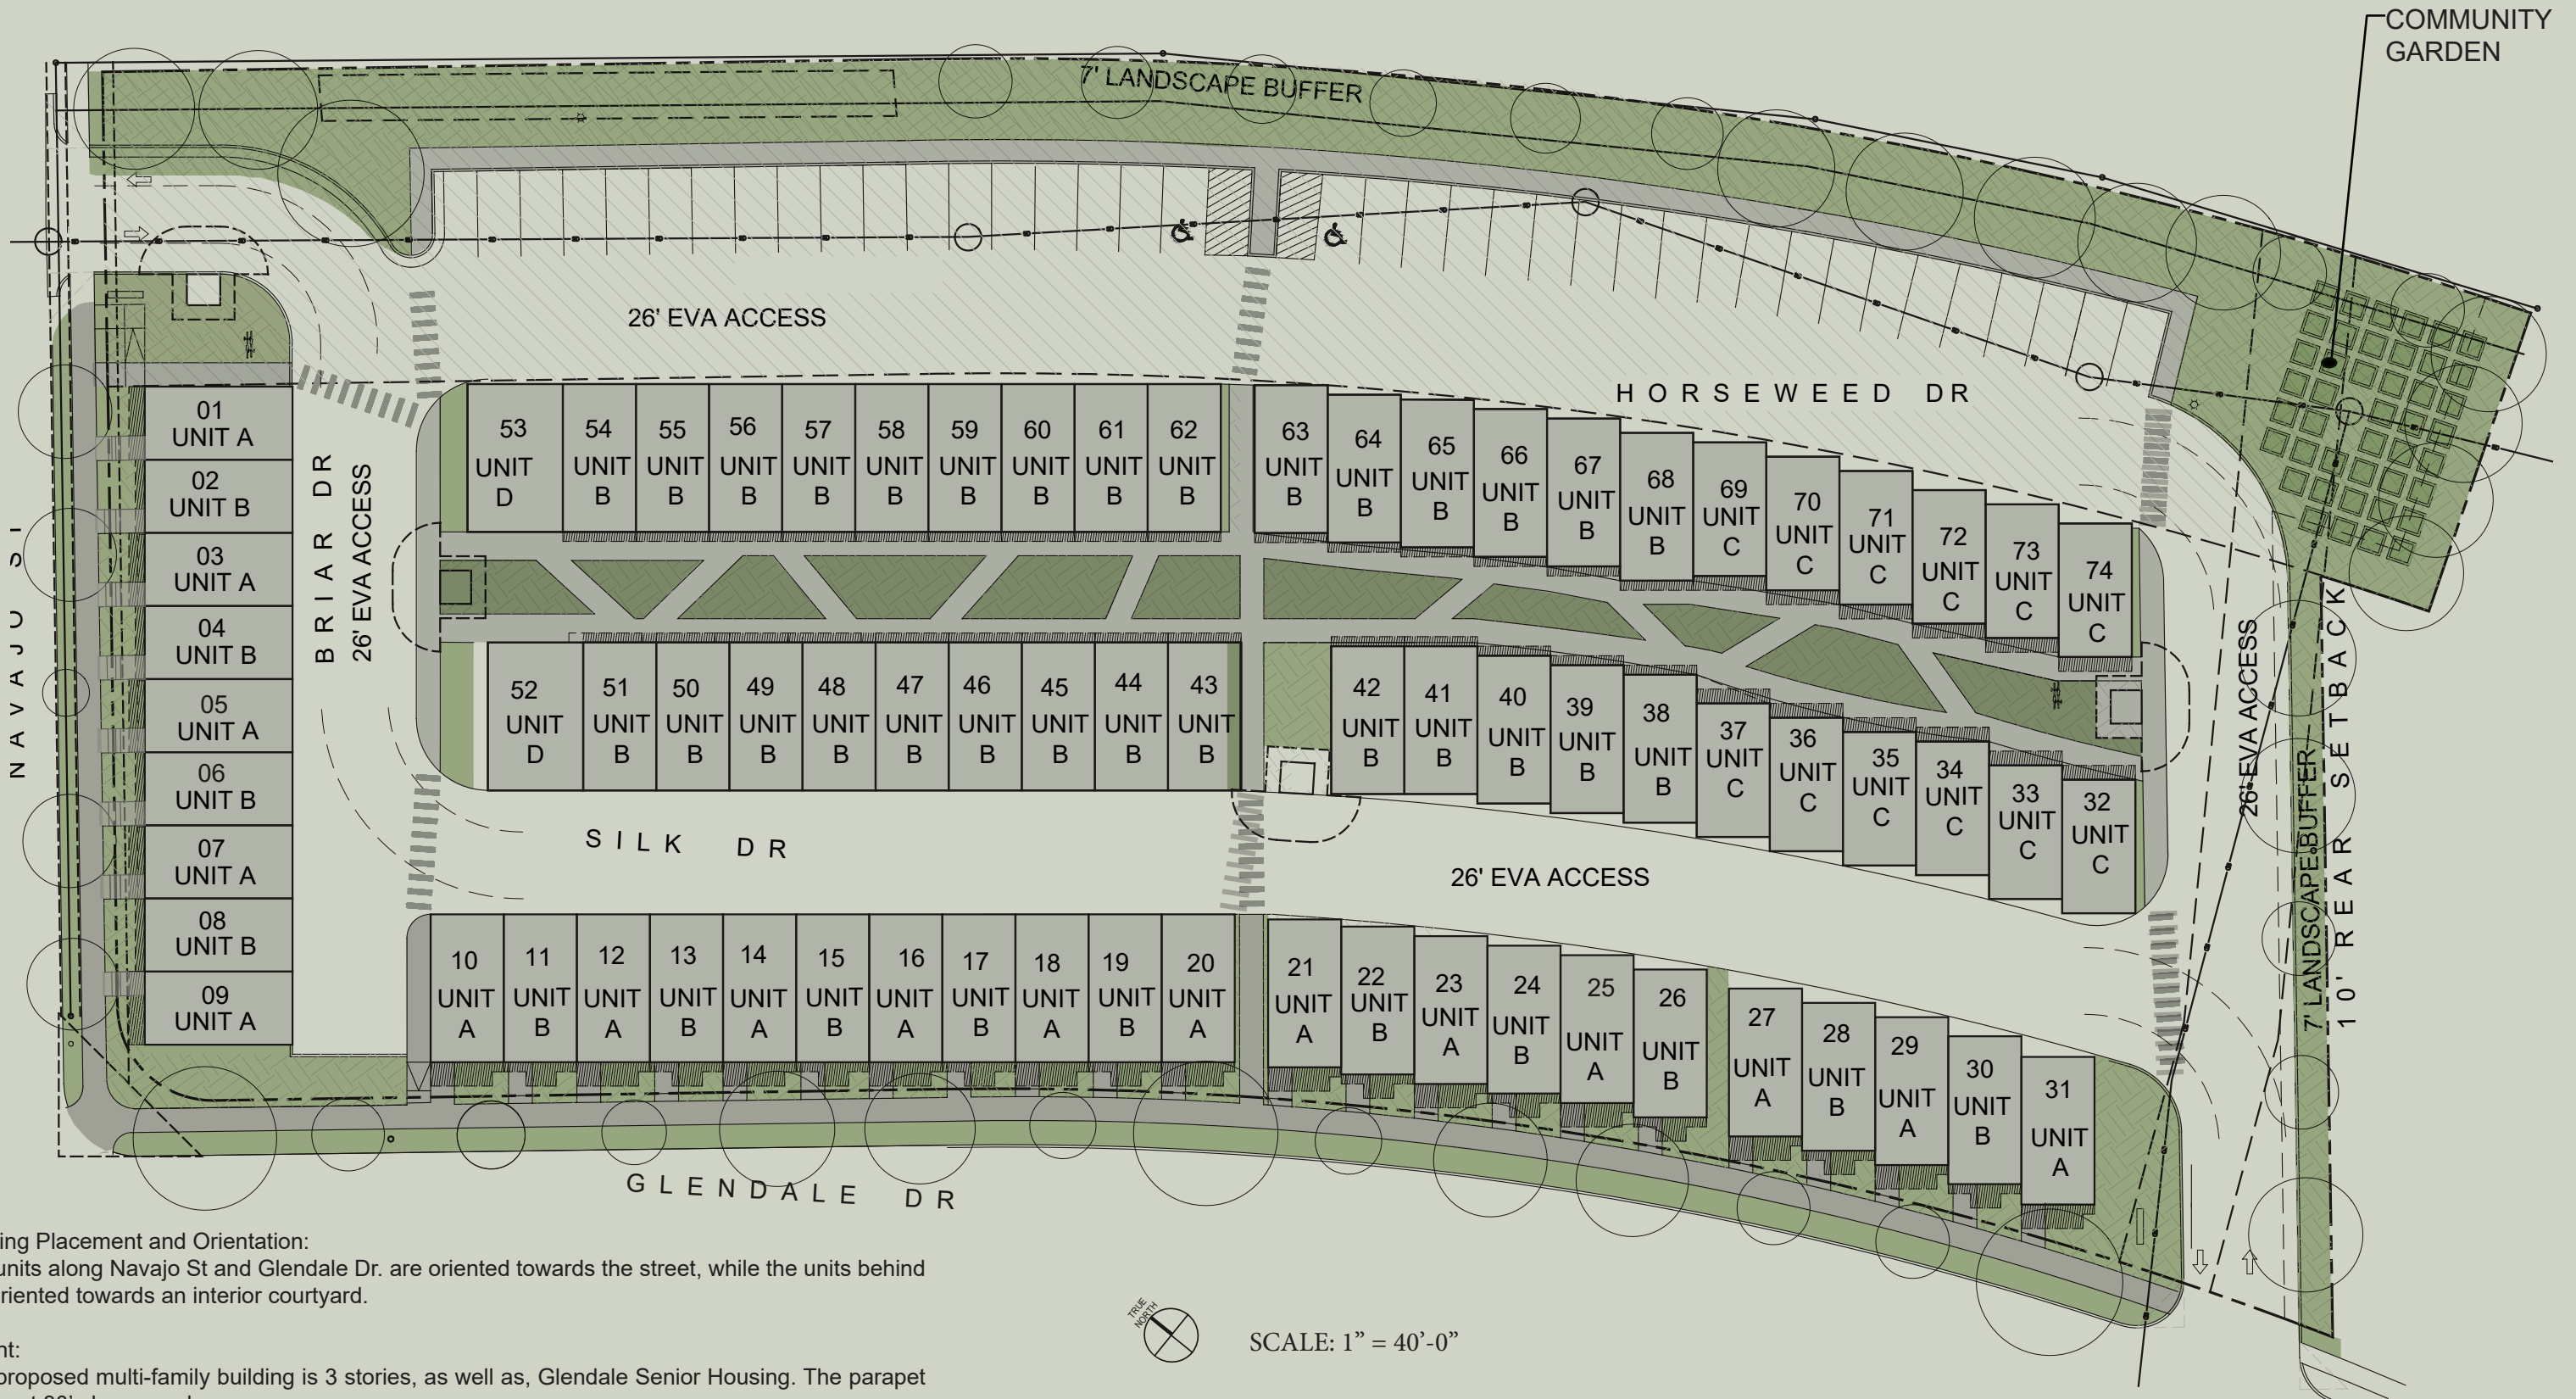 COMMUNITY
GARDEN
7' LANDSCAPE BUFFER
26' EVA ACCESS
HORSEWEED DR
NAVAJO ST
BRIAR DR
26' EVA ACCESS
01
UNIT A
02
UNIT B
03
UNIT A
04
UNIT B
05
UNIT A
06
UNIT B
07
UNIT A
08
UNIT B
09
UNIT A
53
UNIT
D
54
UNIT
B
55
UNIT
B
56
UNIT
B
57
UNIT
B
58
UNIT
B
59
UNIT
B
60
UNIT
B
61
UNIT
B
62
UNIT
B
63
UNIT
B
64
UNIT
B
65
UNIT
B
66
UNIT
B
67
UNIT
B
68
UNIT
B
69
UNIT
C
70
UNIT
C
71
UNIT
C
72
UNIT
C
73
UNIT
C
74
UNIT
C
52
UNIT
D
51
UNIT
B
50
UNIT
B
49
UNIT
B
48
UNIT
B
47
UNIT
B
46
UNIT
B
45
UNIT
B
44
UNIT
B
43
UNIT
B
42
UNIT
B
41
UNIT
B
40
UNIT
B
39
UNIT
B
38
UNIT
B
37
UNIT
C
36
UNIT
C
35
UNIT
C
34
UNIT
C
33
UNIT
C
32
UNIT
C
SILK DR
26' EVA ACCESS
26' EVA ACCESS
7' LANDSCAPE BUFFER
10' REAR SETBACK
10
UNIT
A
11
UNIT
B
12
UNIT
A
13
UNIT
B
14
UNIT
A
15
UNIT
B
16
UNIT
A
17
UNIT
B
18
UNIT
A
19
UNIT
B
20
UNIT
A
21
UNIT
A
22
UNIT
B
23
UNIT
A
24
UNIT
B
25
UNIT
A
26
UNIT
B
27
UNIT
A
28
UNIT
B
29
UNIT
A
30
UNIT
B
31
UNIT
A
GLENDALE DR
ing Placement and Orientation:
units along Navajo St and Glendale Dr. are oriented towards the street, while the units behind
riented towards an interior courtyard.
nt:
proposed multi-family building is 3 stories, as well as, Glendale Senior Housing. The parapet
TRUE
NORTH
SCALE: 1” = 40’-0”